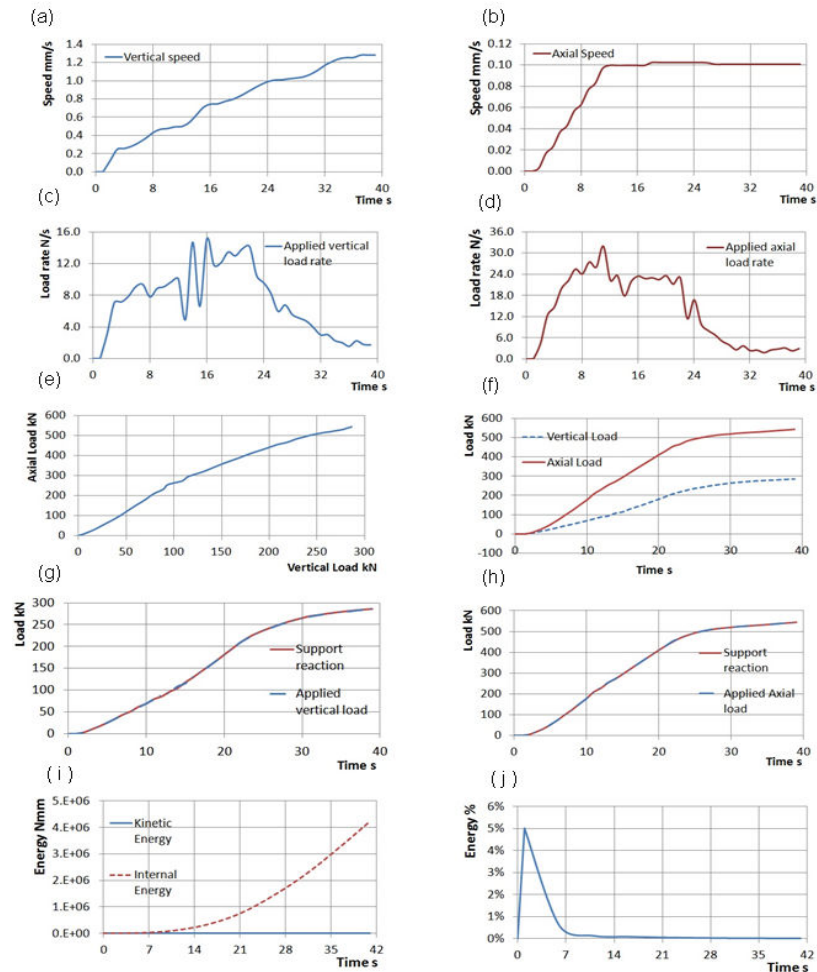 (a)
Speed mm/s
1.4
1.2
1.0
0.8
0.6
0.4
0.2
0.0
Vertical speed
0 8 16 24 32 40
Time s
(b)
Speed mm/s
0.12
0.10
0.08
0.06
0.04
0.02
0.00
Axial Speed
0 8 16 24 32 40
Time s
(c)
Load rate N/s
16.0
12.0
8.0
4.0
0.0
Applied vertical
load rate
0 8 16 24 32 40
Time s
(d)
Load rate N/s
36.0
30.0
24.0
18.0
12.0
6.0
0.0
Applied axial
load rate
0 8 16 24 32 40
Time s
(e)
Axial Load kN
600
500
400
300
200
100
0
0 50 100 150 200 250 300
Vertical Load kN
(f)
Load kN
600
500
400
300
200
100
0
-100
Vertical Load
Axial Load
0 10 20 30 40
Time s
(g)
Load kN
300
250
200
150
100
50
0
Support
reaction
Applied
vertical load
0 10 20 30 40
Time s
(h)
Load kN
600
500
400
300
200
100
0
Support
reaction
Applied Axial
load
0 10 20 30 40
Time s
( i )
Energy Nmm
5.E+06
4.E+06
3.E+06
2.E+06
1.E+06
0.E+00
Kinetic
Energy
Internal
Energy
0 7 14 21 28 35 42
Time s
( j )
Energy %
6%
5%
4%
3%
2%
1%
0%
0 7 14 21 28 35 42
Time s